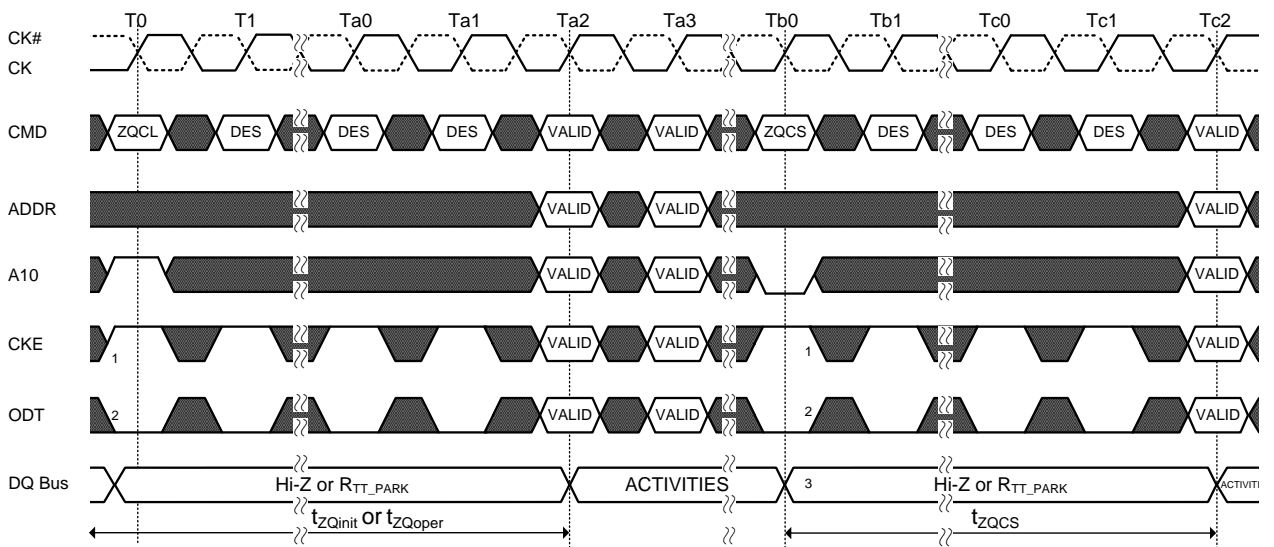 T0 T1 Ta0 Ta1 Ta2 Ta3 Tb0 Tb1 Tc0 Tc1 Tc2
CK#
CK
CMD ZQCL DES DES DES VALID VALID ZQCS DES DES DES VALID
ADDR VALID VALID VALID
A10 VALID VALID VALID
CKE 1 VALID VALID 1 VALID
ODT 2 VALID VALID 2 VALID
DQ Bus Hi-Z or RTT_PARK ACTIVITIES 3 Hi-Z or RTT_PARK ACTIVITI
tZQinit or tZQoper tZQCS